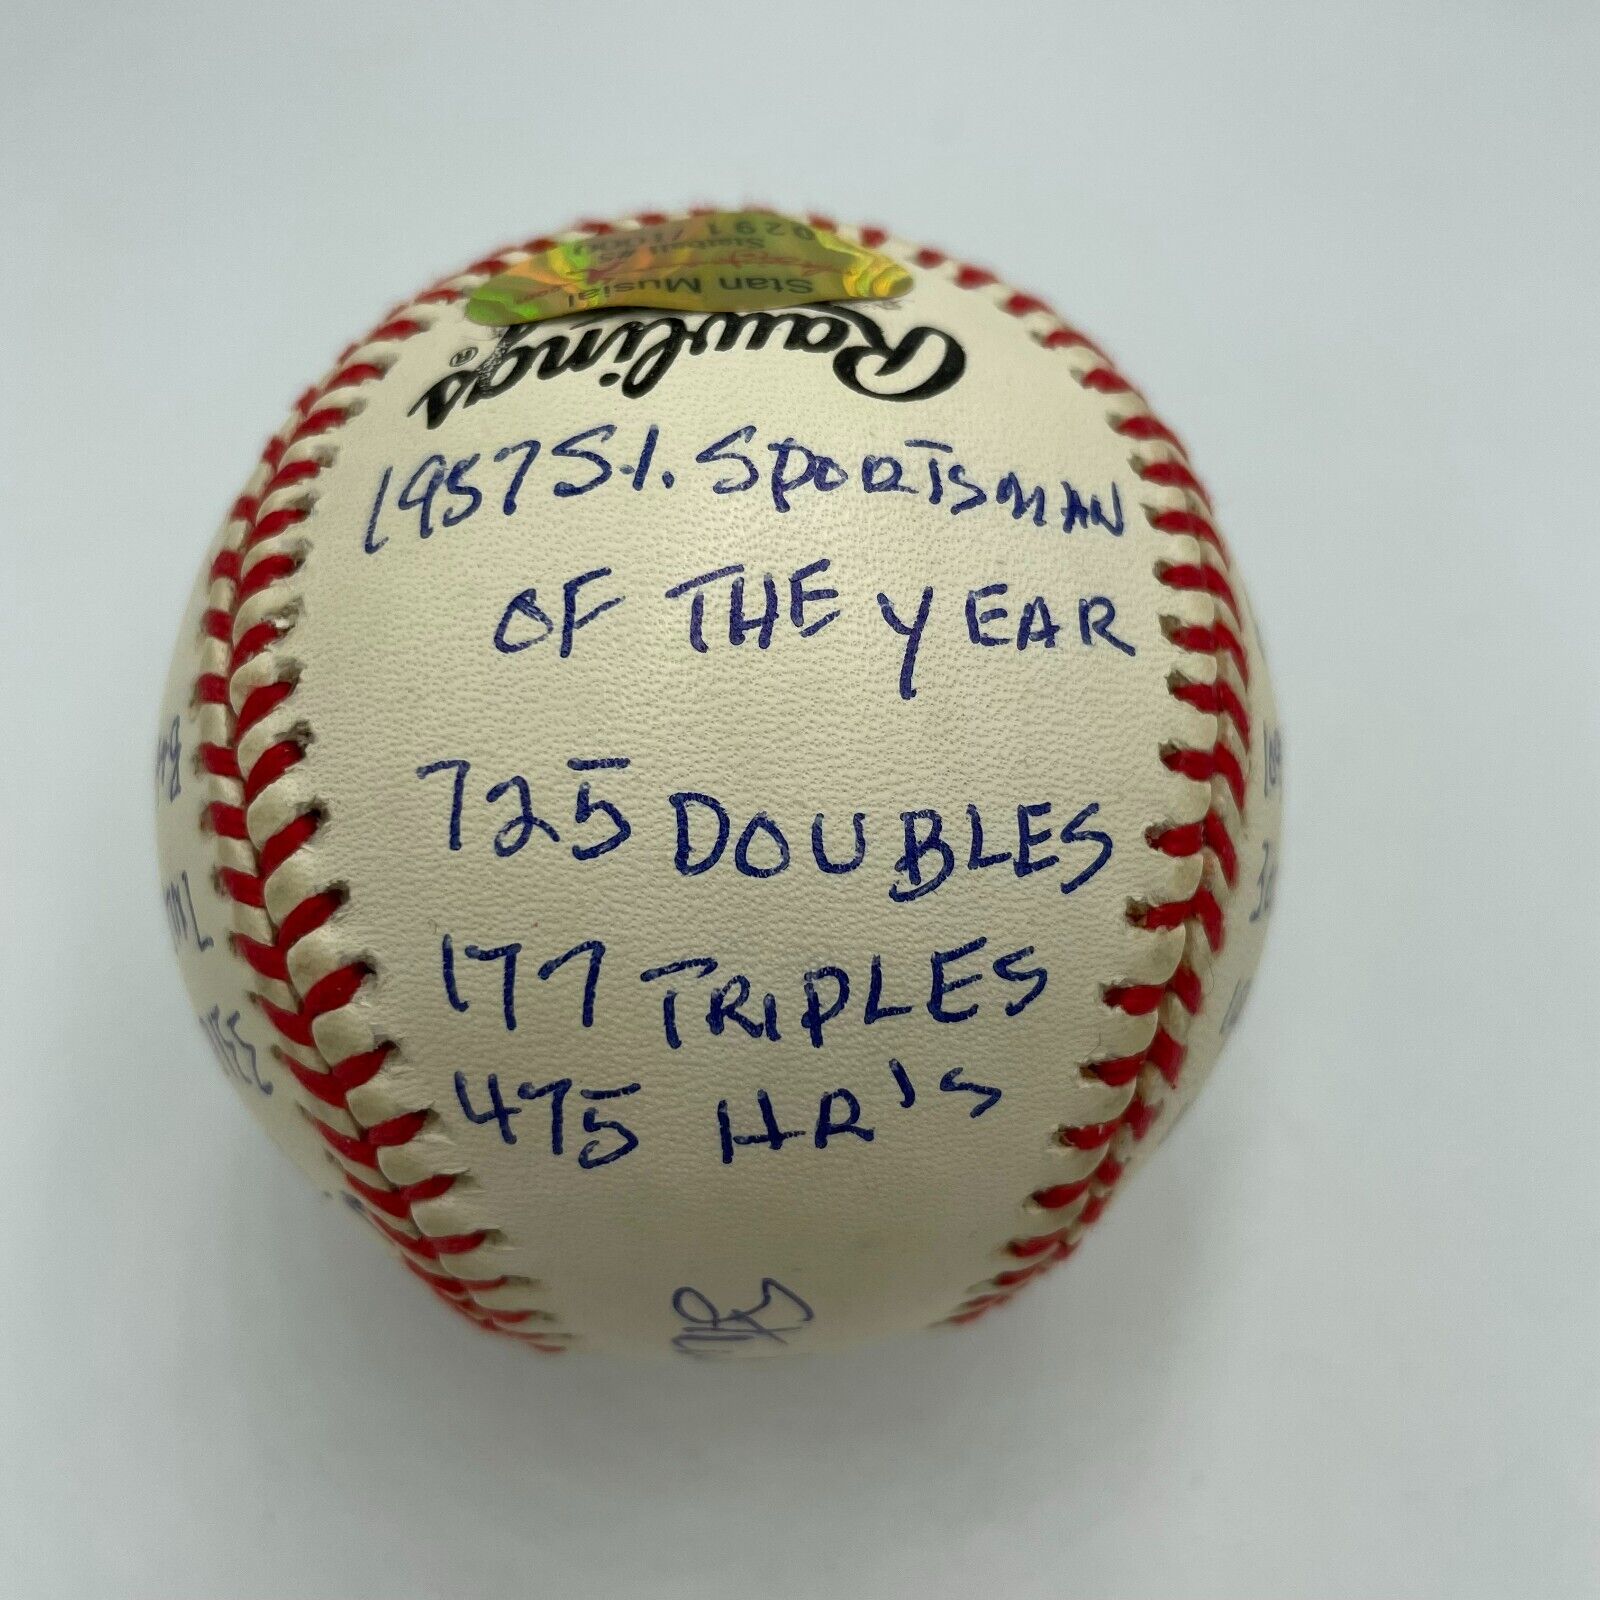 Stan Musial
Rawlings®
1957 S.I. SPORTSMAN
OF THE YEAR
725 DOUBLES
177 TRIPLES
475 HR'S